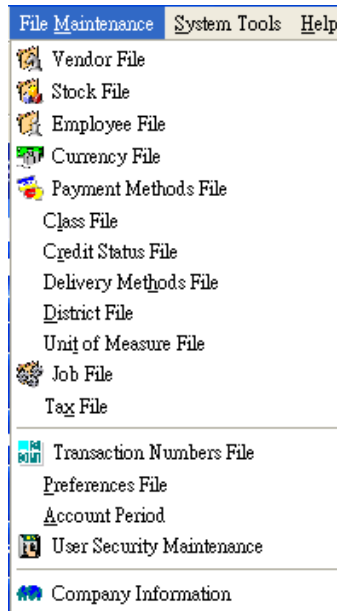 File Maintenance System Tools Help
Vendor File
Stock File
Employee File
Currency File
Payment Methods File
Class File
Credit Status File
Delivery Methods File
District File
Unit of Measure File
Job File
Tax File
Transaction Numbers File
Preferences File
Account Period
User Security Maintenance
Company Information